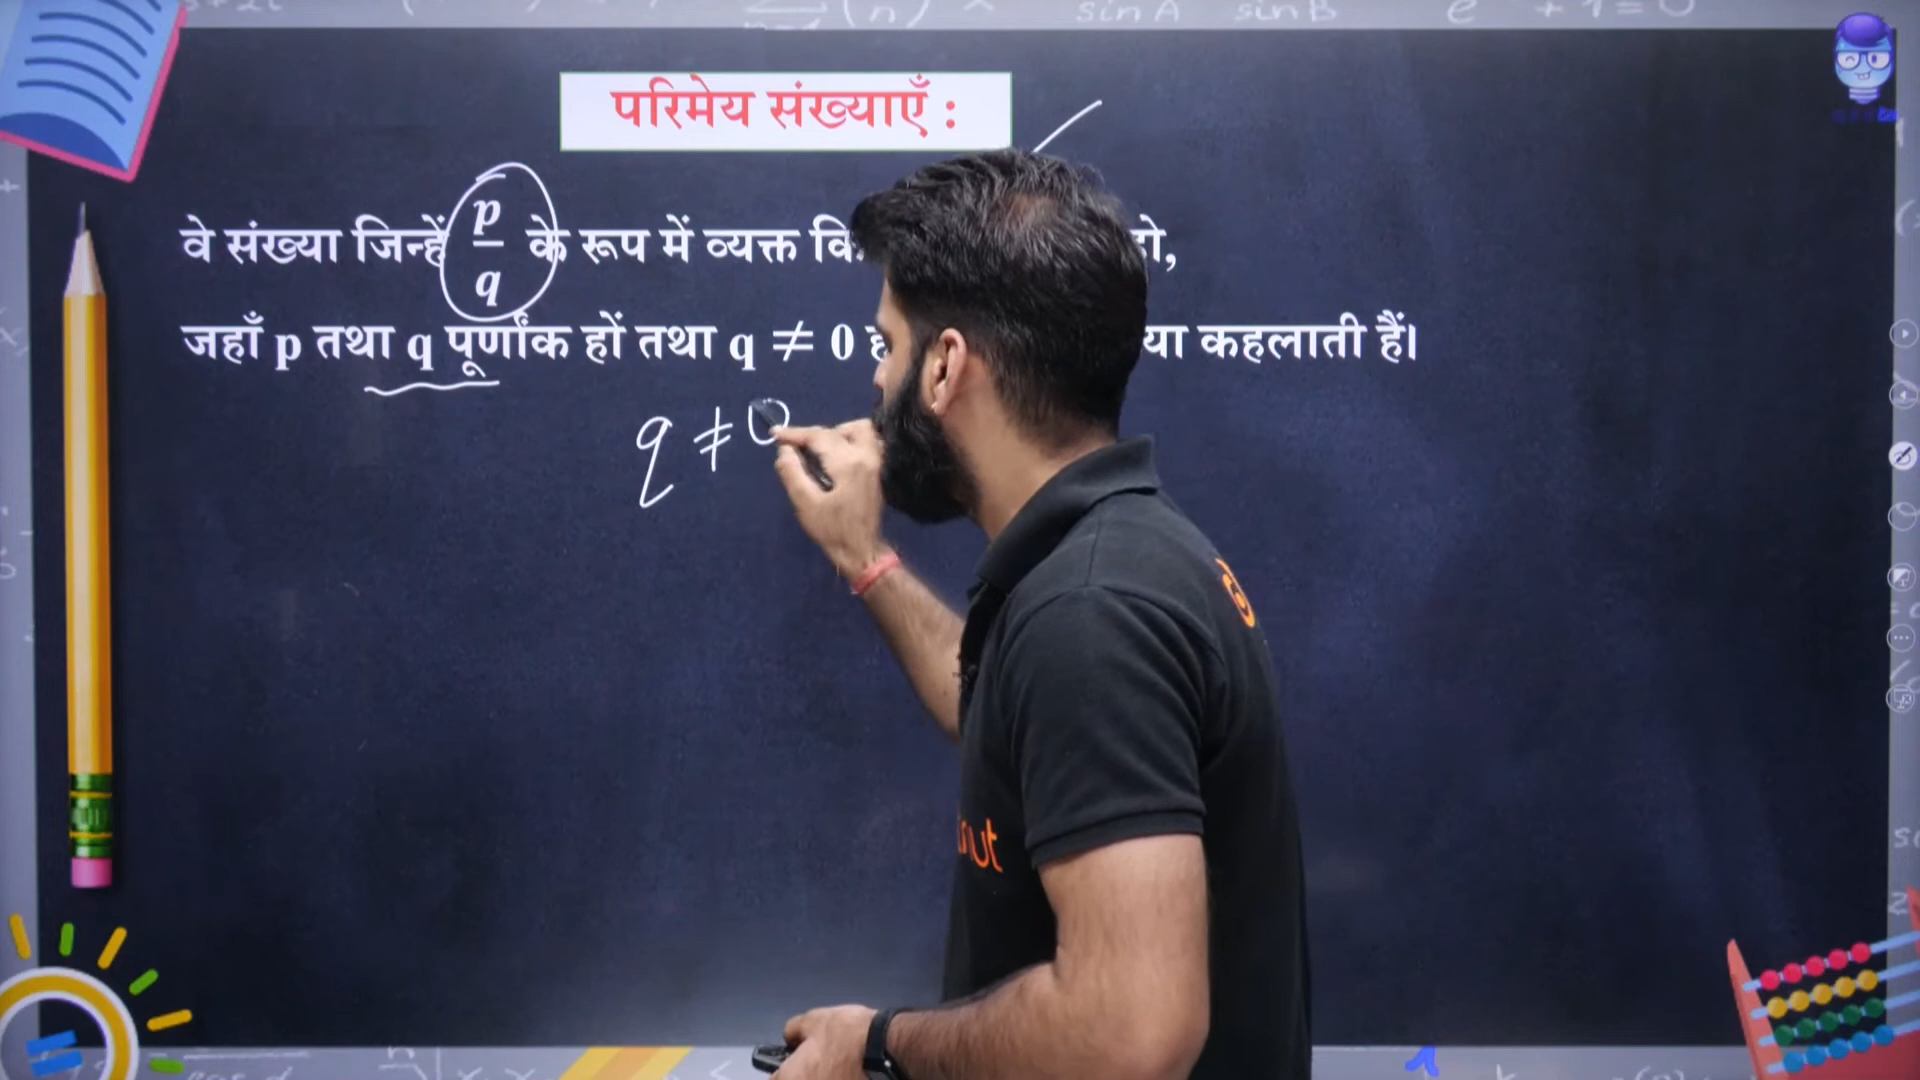 परिमेय संख्याएँ :
वे संख्या जिन्हें p/q के रूप में व्यक्त हो,
जहाँ p तथा q पूर्णांक हों तथा q ≠ 0 कहलाती हैं।
q ≠ 0